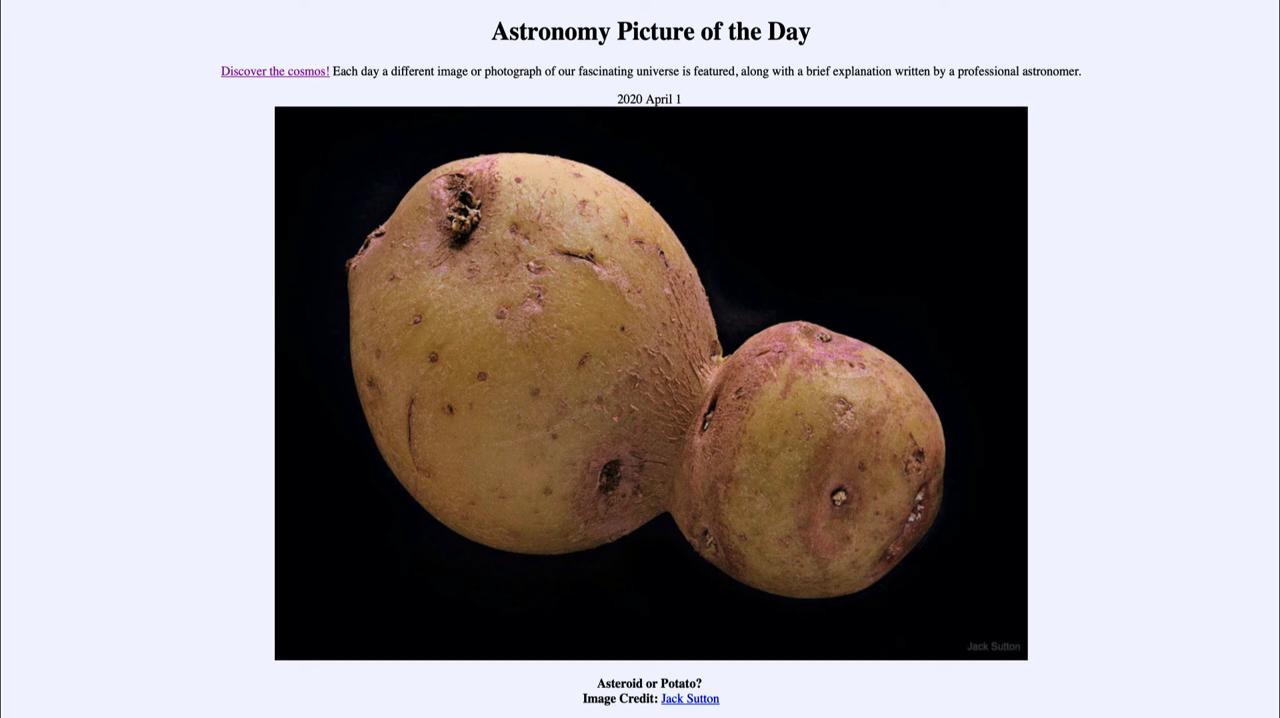 Astronomy Picture of the Day
Discover the cosmos! Each day a different image or photograph of our fascinating universe is featured, along with a brief explanation written by a professional astronomer.
2020 April 1
Jack Sutton
Asteroid or Potato?
Image Credit: Jack Sutton